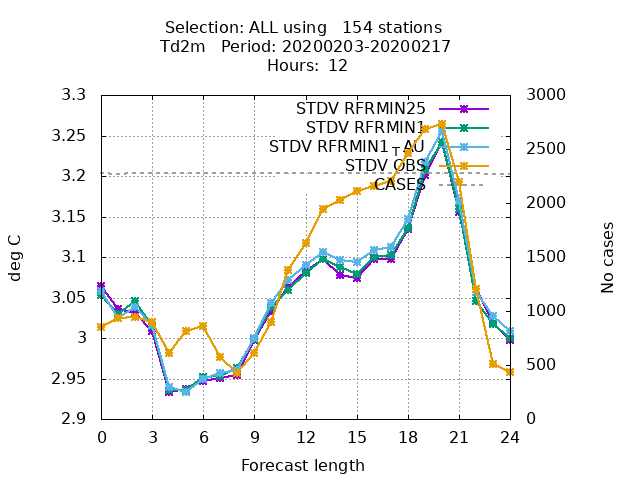 Selection: ALL using   154 stations
Td2m   Period: 20200203-20200217
Hours:  12
STDV RFRMIN25
STDV RFRMIN1
STDV RFRMIN1_TAU
STDV OBS
CASES
deg C
3.3
3.25
3.2
3.15
3.1
3.05
3
2.95
2.9
3000
2500
2000
1500
1000
500
0
No cases
0 3 6 9 12 15 18 21 24
Forecast length